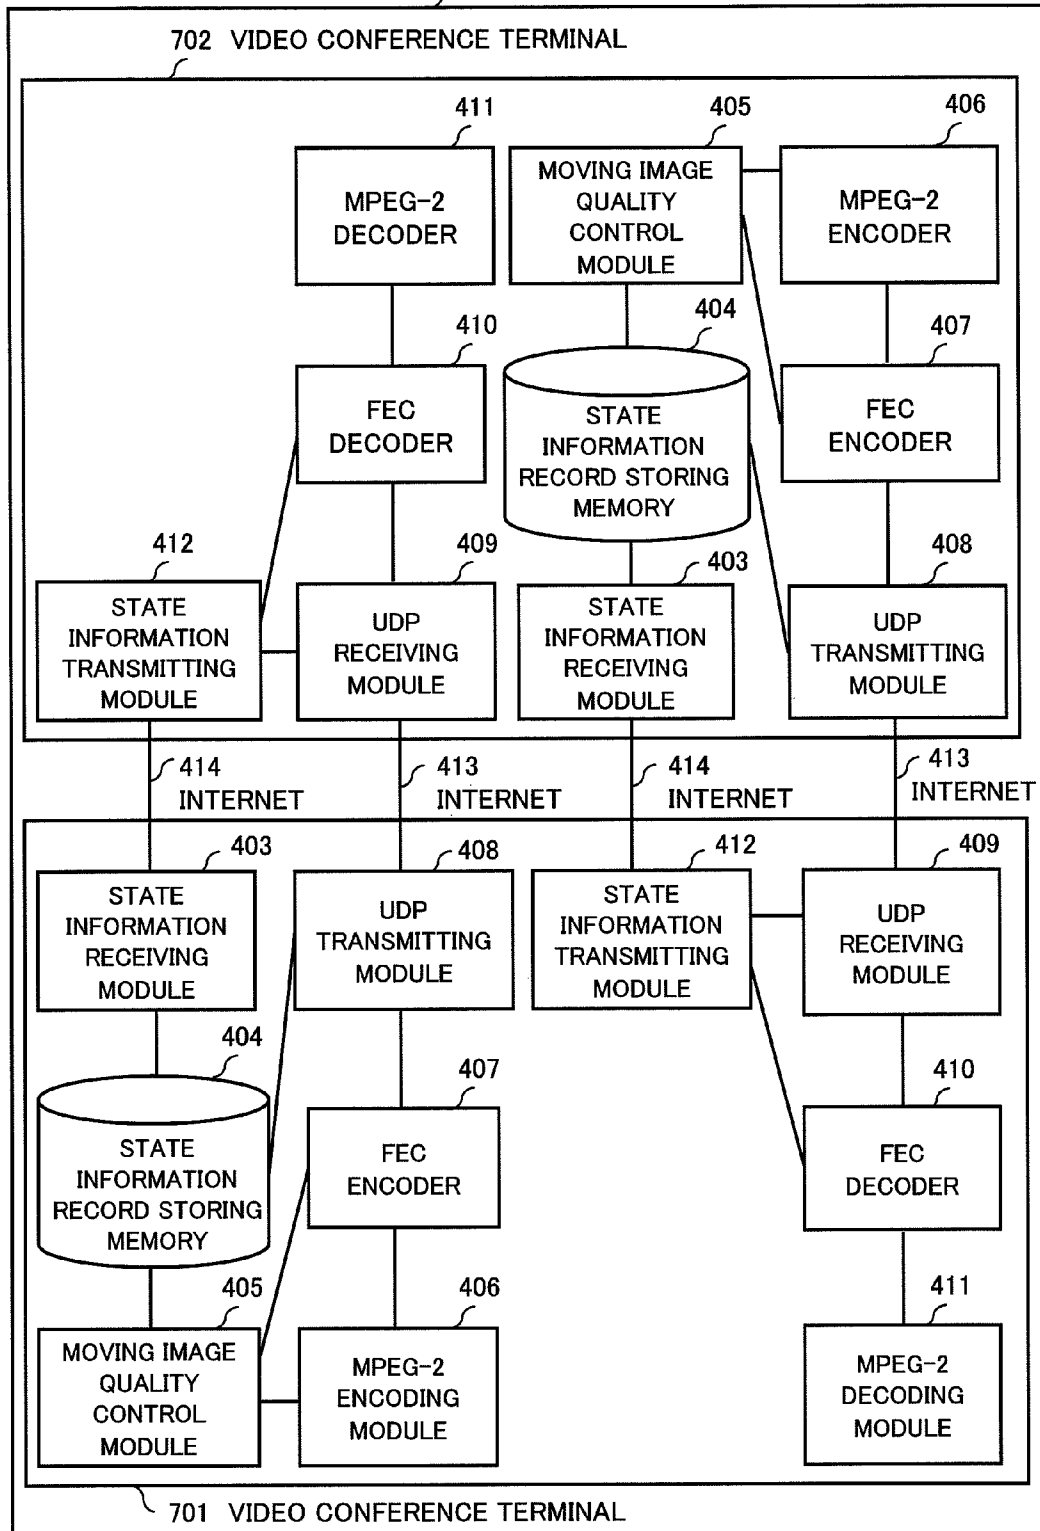 702 VIDEO CONFERENCE TERMINAL
411
405
406
MPEG-2
DECODER
MOVING IMAGE
QUALITY
CONTROL
MODULE
MPEG-2
ENCODER
410
404
407
FEC
DECODER
STATE
INFORMATION
RECORD STORING
MEMORY
FEC
ENCODER
412
409
403
408
STATE
INFORMATION
TRANSMITTING
MODULE
UDP
RECEIVING
MODULE
STATE
INFORMATION
RECEIVING
MODULE
UDP
TRANSMITTING
MODULE
414
INTERNET
413
INTERNET
414
INTERNET
413
INTERNET
403
408
412
409
STATE
INFORMATION
RECEIVING
MODULE
UDP
TRANSMITTING
MODULE
STATE
INFORMATION
TRANSMITTING
MODULE
UDP
RECEIVING
MODULE
404
407
410
STATE
INFORMATION
RECORD STORING
MEMORY
FEC
ENCODER
FEC
DECODER
405
406
411
MOVING IMAGE
QUALITY
CONTROL
MODULE
MPEG-2
ENCODING
MODULE
MPEG-2
DECODING
MODULE
701 VIDEO CONFERENCE TERMINAL